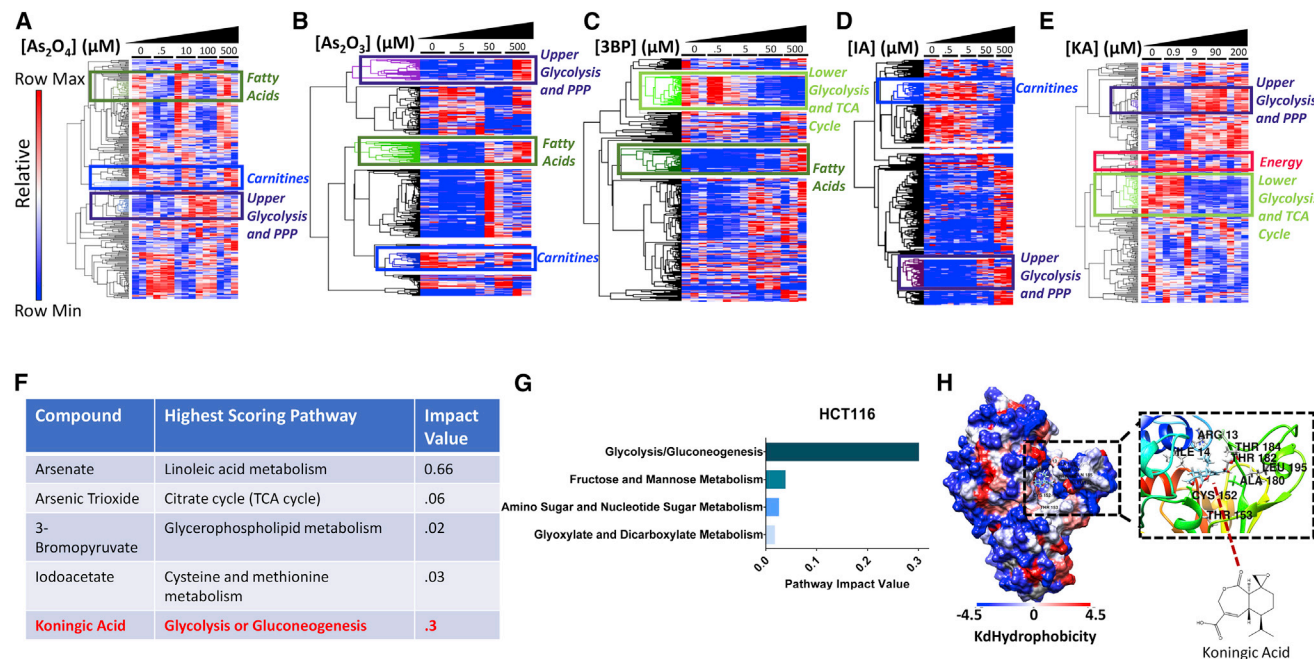 A
[As₂O₄] (μM)
0 .5 10 100 500
Row Max
Relative
Row Min
Fatty
Acids
Carnitines
Upper
Glycolysis
and PPP
B
[As₂O₃] (μM)
0 5 50 500
Upper
Glycolysis
and PPP
Fatty
Acids
Carnitines
C
[3BP] (μM)
0 .5 5 50 500
Lower
Glycolysis
and TCA
Cycle
Fatty
Acids
D
[IA] (μM)
0 .5 5 50 500
Carnitines
Upper
Glycolysis
and PPP
E
[KA] (μM)
0 0.9 9 90 200
Upper
Glycolysis
and PPP
Energy
Lower
Glycolysis
and TCA
Cycle
F
Compound Highest Scoring Pathway Impact
Value
Arsenate Linoleic acid metabolism 0.66
Arsenic Trioxide Citrate cycle (TCA cycle) .06
3-
Bromopyruvate Glycerophospholipid metabolism .02
Iodoacetate Cysteine and methionine
metabolism .03
Koningic Acid Glycolysis or Gluconeogenesis .3
G
HCT116
Glycolysis/Gluconeogenesis
Fructose and Mannose Metabolism
Amino Sugar and Nucleotide Sugar Metabolism
Glyoxylate and Dicarboxylate Metabolism
0.0 0.1 0.2 0.3
Pathway Impact Value
H
-4.5 0 4.5
KdHydrophobicity
ARG 13
ILE 14
THR 184
THR 182
LEU 195
ALA 180
CYS 152
THR 153
O
O
O
HO
O
H
Koningic Acid